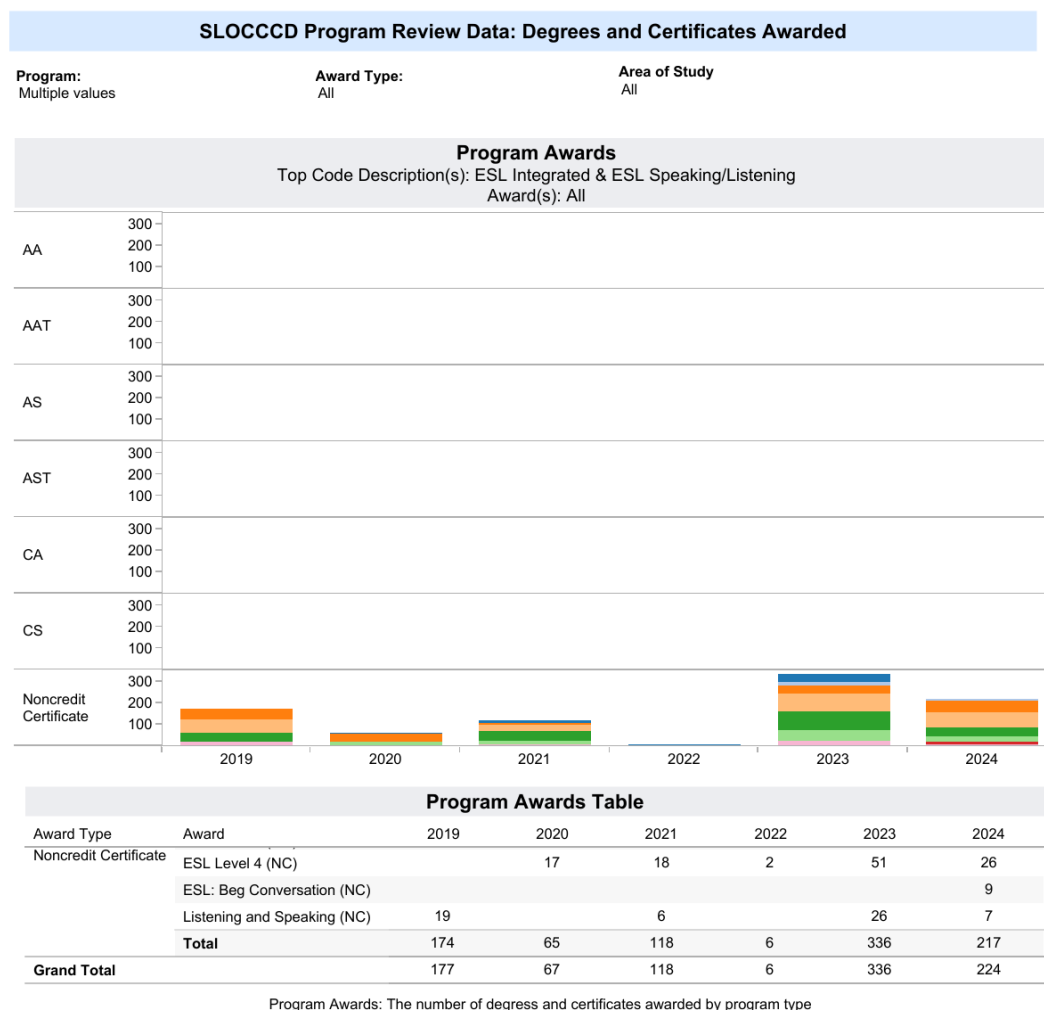 SLOCCCD Program Review Data: Degrees and Certificates Awarded
Program: Award Type: Area of Study
Multiple values All All
Program Awards
Top Code Description(s): ESL Integrated & ESL Speaking/Listening
Award(s): All
AA 300 200 100
AAT 300 200 100
AS 300 200 100
AST 300 200 100
CA 300 200 100
CS 300 200 100
Noncredit Certificate 300 200 100
2019 2020 2021 2022 2023 2024
Program Awards Table
Award Type Award 2019 2020 2021 2022 2023 2024
Noncredit Certificate ESL Level 4 (NC) 17 18 2 51 26
ESL: Beg Conversation (NC) 9
Listening and Speaking (NC) 19 6 26 7
Total 174 65 118 6 336 217
Grand Total 177 67 118 6 336 224
Program Awards: The number of degress and certificates awarded by program type